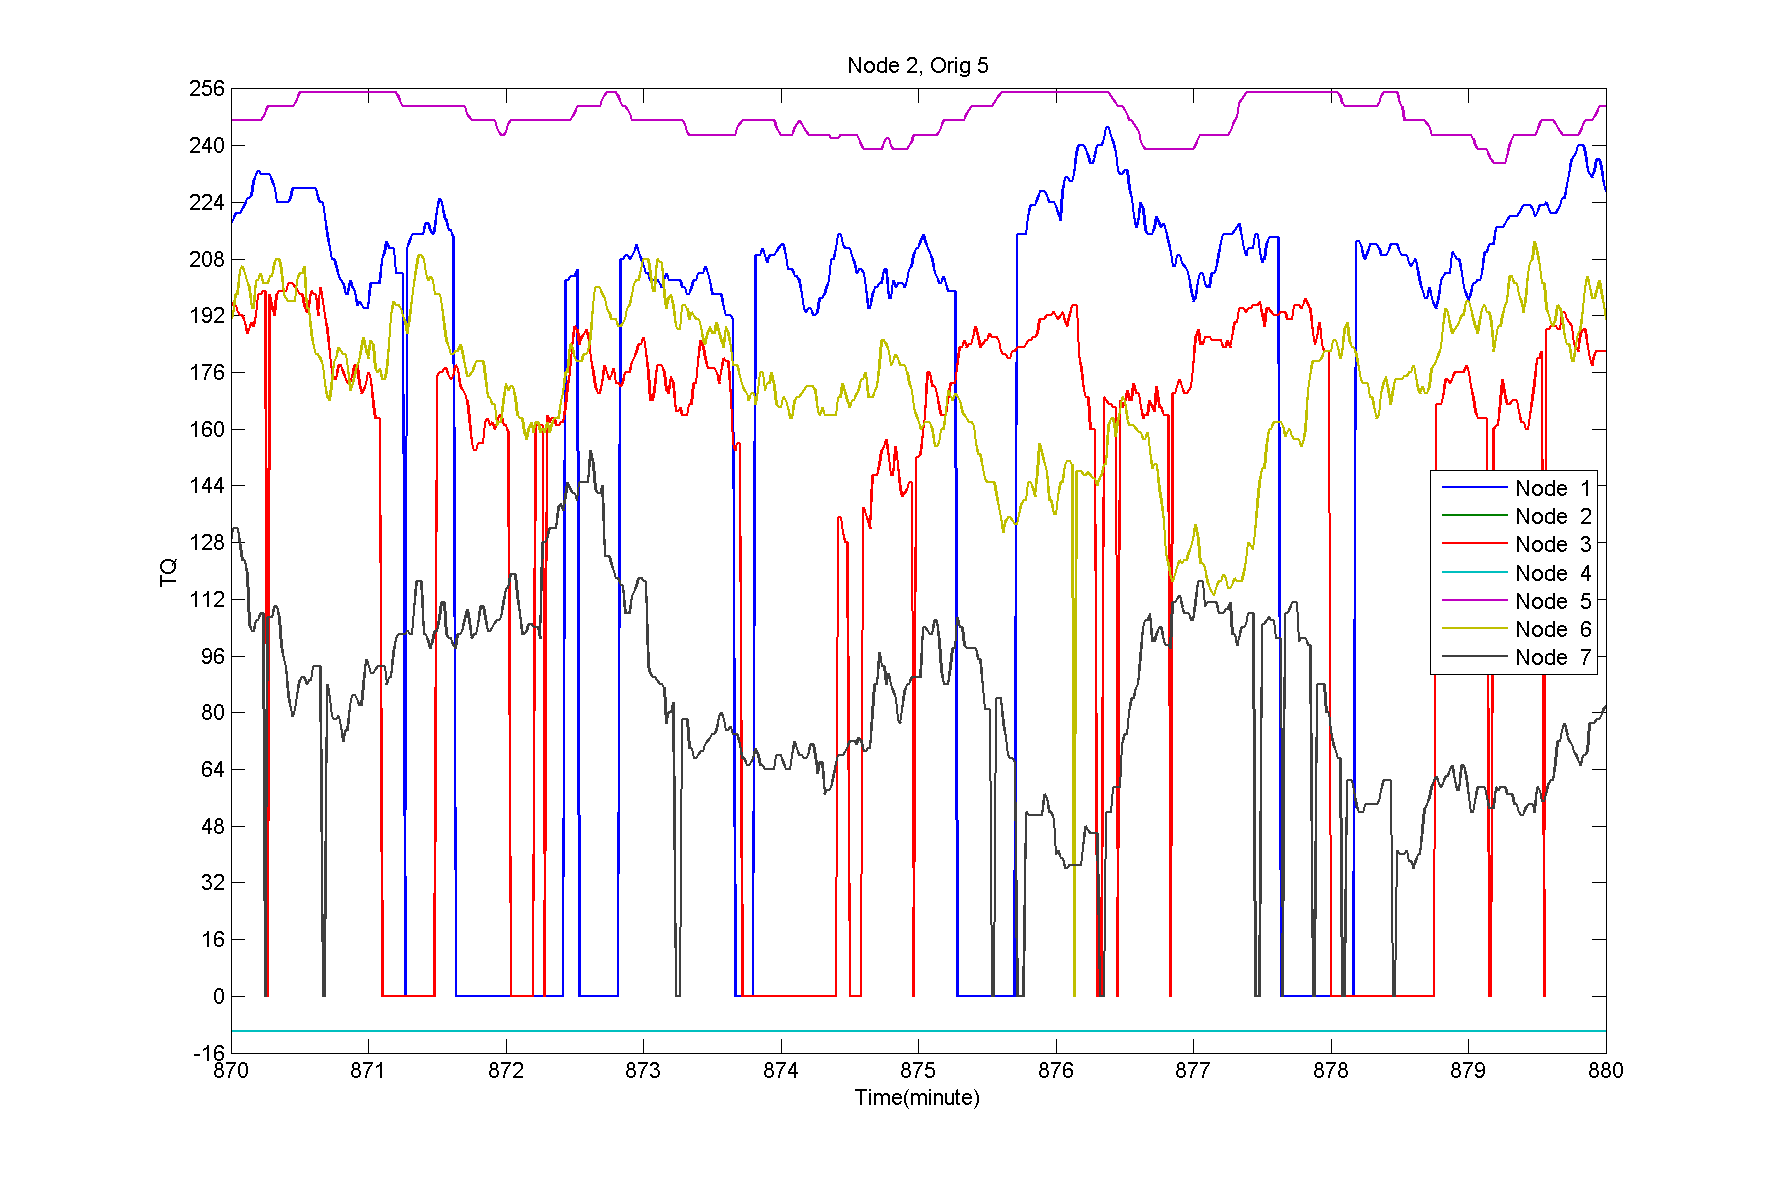 Node 2, Orig 5
256
240
224
208
192
176
160
144
128
112
96
80
64
48
32
16
0
-16
TQ
Node 1
Node 2
Node 3
Node 4
Node 5
Node 6
Node 7
870 871 872 873 874 875 876 877 878 879 880
Time(minute)